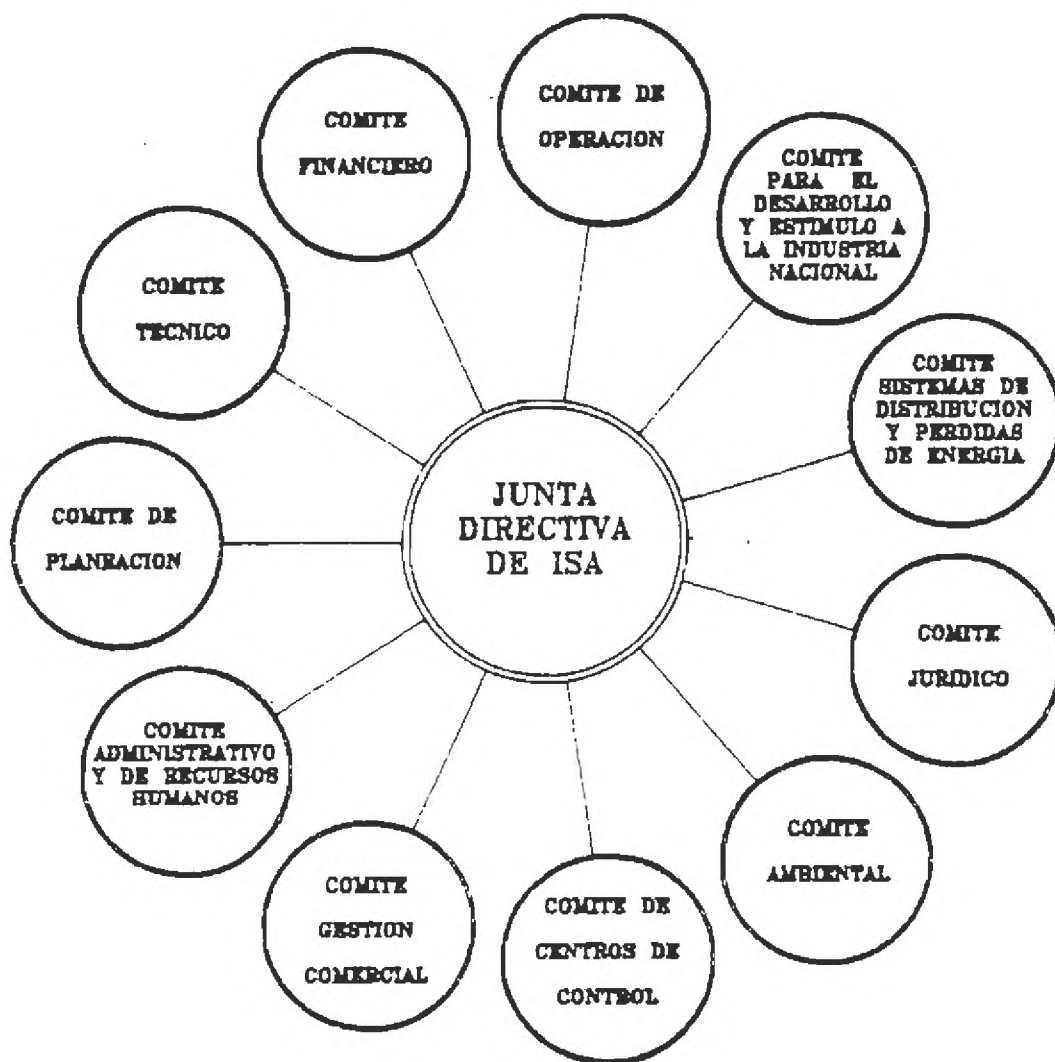 COMITE DE
OPERACION
COMITE
FINANCIERO
COMITE
PARA EL
DESARROLLO
Y ESTIMULO A
LA INDUSTRIA
NACIONAL
COMITE
TECNICO
COMITE
SISTEMAS DE
DISTRIBUCION
Y PERDIDAS
DE ENERGIA
JUNTA
DIRECTIVA
DE ISA
COMITE DE
PLANEACION
COMITE
JURIDICO
COMITE
ADMINISTRATIVO
Y DE RECURSOS
HUMANOS
COMITE
AMBIENTAL
COMITE
GESTION
COMERCIAL
COMITE DE
CENTROS DE
CONTROL